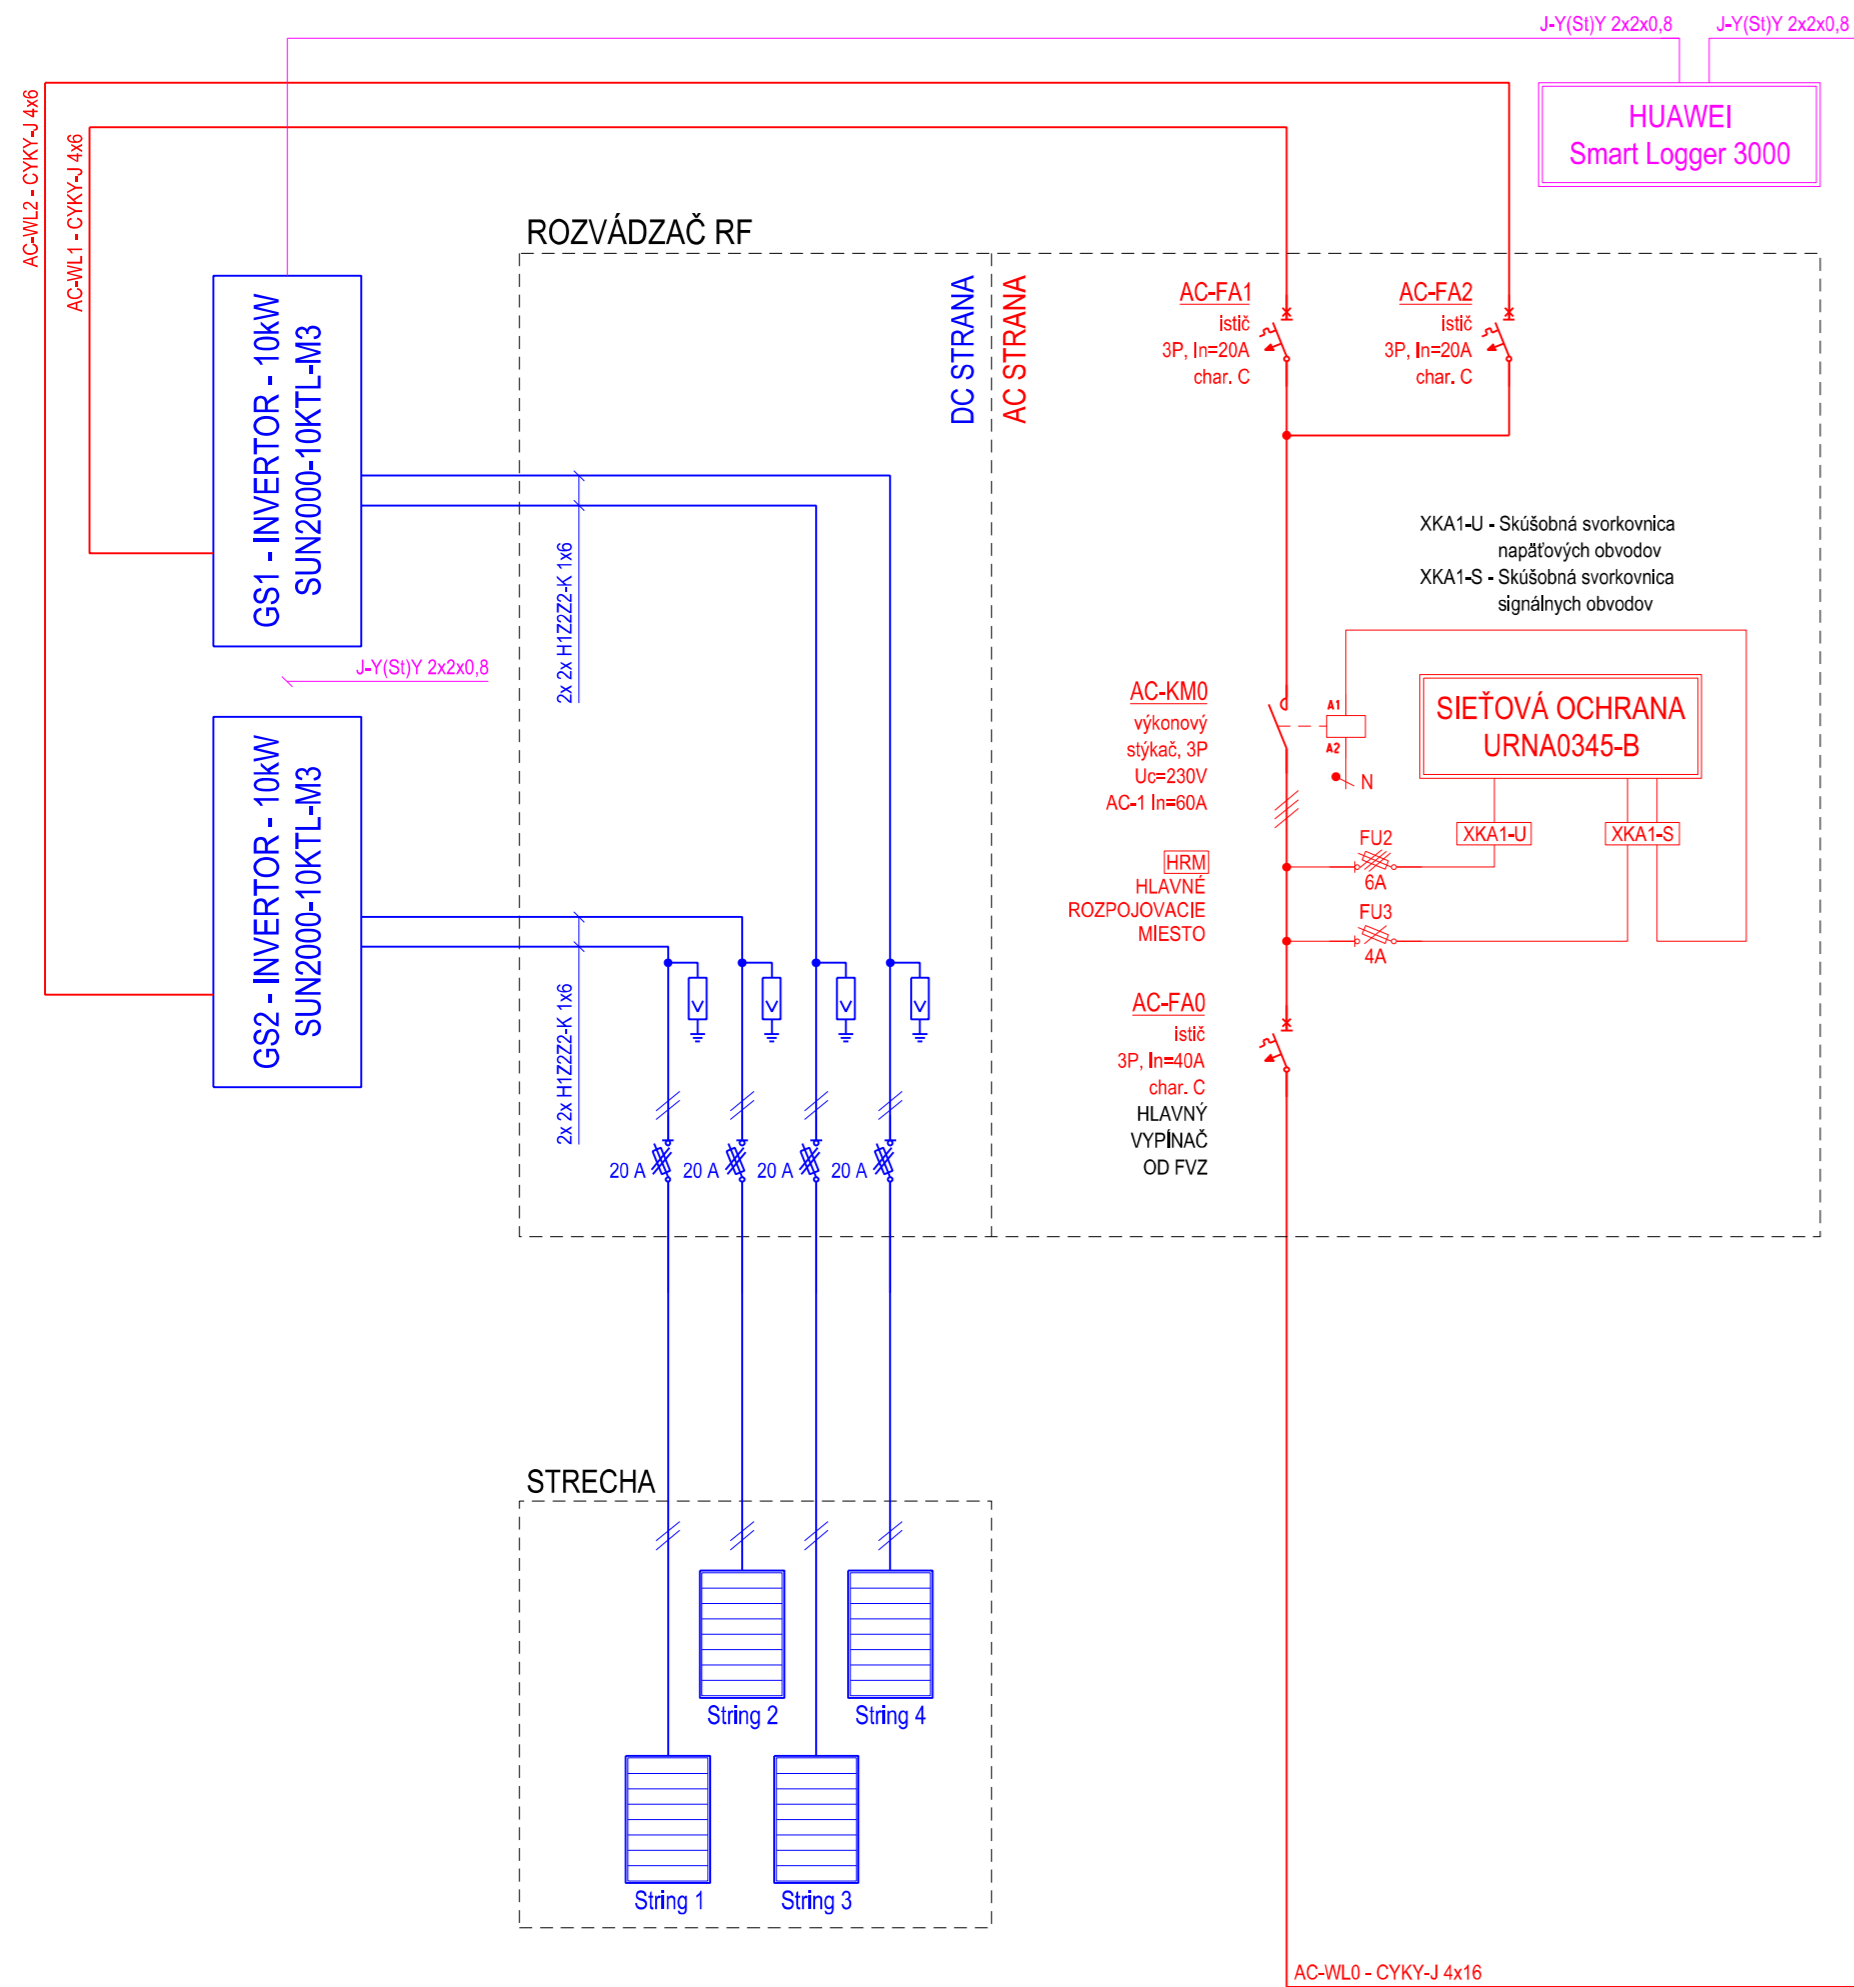 J-Y(St)Y 2x2x0,8
J-Y(St)Y 2x2x0,8
HUAWEI
Smart Logger 3000
AC-WL2 - CYKY-J 4x6
AC-WL1 - CYKY-J 4x6
ROZVÁDZAČ RF
DC STRANA
AC STRANA
GS1 - INVERTOR - 10kW
SUN2000-10KTL-M3
AC-FA1
istič
3P, In=20A
char. C
AC-FA2
istič
3P, In=20A
char. C
2x 2x H1Z2Z2-K 1x6
XKA1-U - Skúšobná svorkovnica
napäťových obvodov
XKA1-S - Skúšobná svorkovnica
signálnych obvodov
J-Y(St)Y 2x2x0,8
GS2 - INVERTOR - 10kW
SUN2000-10KTL-M3
AC-KM0
výkonový
stýkač, 3P
Uc=230V
AC-1 In=60A
A1
A2
N
SIEŤOVÁ OCHRANA
URNA0345-B
XKA1-U
XKA1-S
FU2
6A
FU3
4A
HRM
HLAVNÉ
ROZPOJOVACIE
MIESTO
2x 2x H1Z2Z2-K 1x6
AC-FA0
istič
3P, In=40A
char. C
HLAVNÝ
VYPÍNAČ
OD FVZ
20 A
20 A
20 A
20 A
STRECHA
String 2
String 4
String 1
String 3
AC-WL0 - CYKY-J 4x16